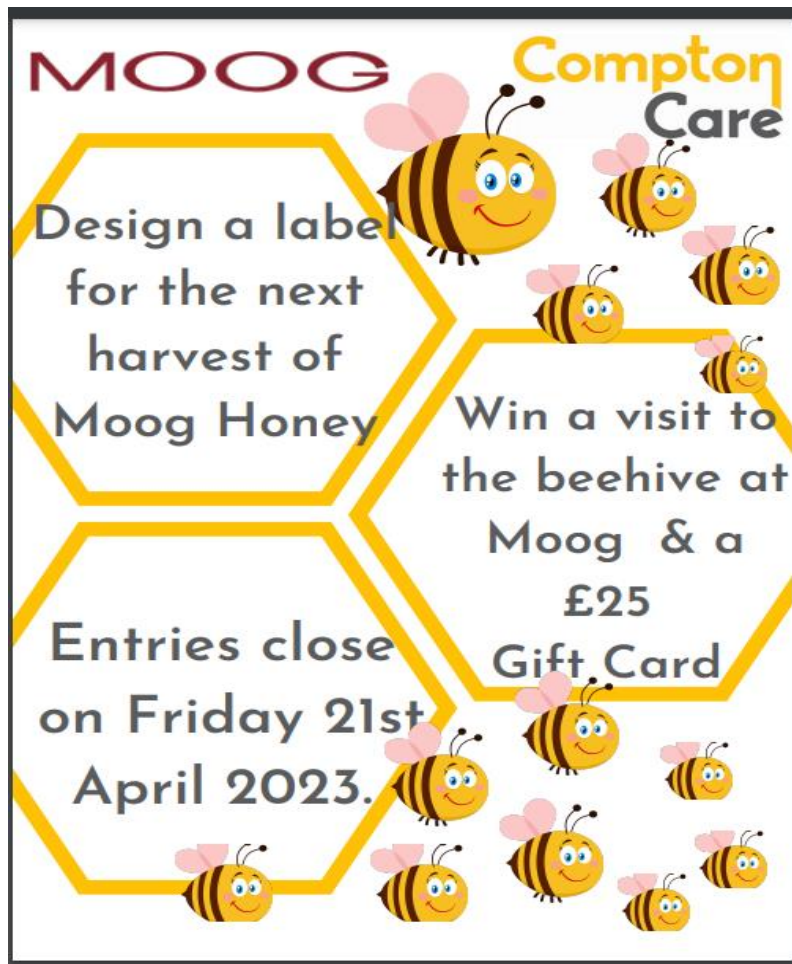 MOOG
Compton
Care
Design a label
for the next
harvest of
Moog Honey
Win a visit to
the beehive at
Moog & a
£25
Gift Card
Entries close
on Friday 21st
April 2023.